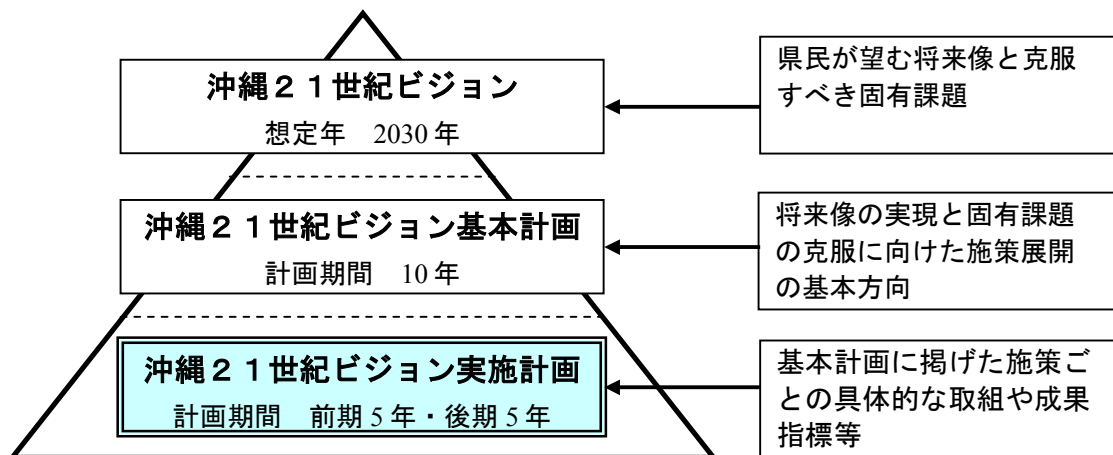 沖縄２１世紀ビジョン
想定年　2030 年
県民が望む将来像と克服
すべき固有課題
沖縄２１世紀ビジョン基本計画
計画期間　10 年
将来像の実現と固有課題
の克服に向けた施策展開
の基本方向
沖縄２１世紀ビジョン実施計画
計画期間　前期 5 年・後期 5 年
基本計画に掲げた施策ご
との具体的な取組や成果
指標等